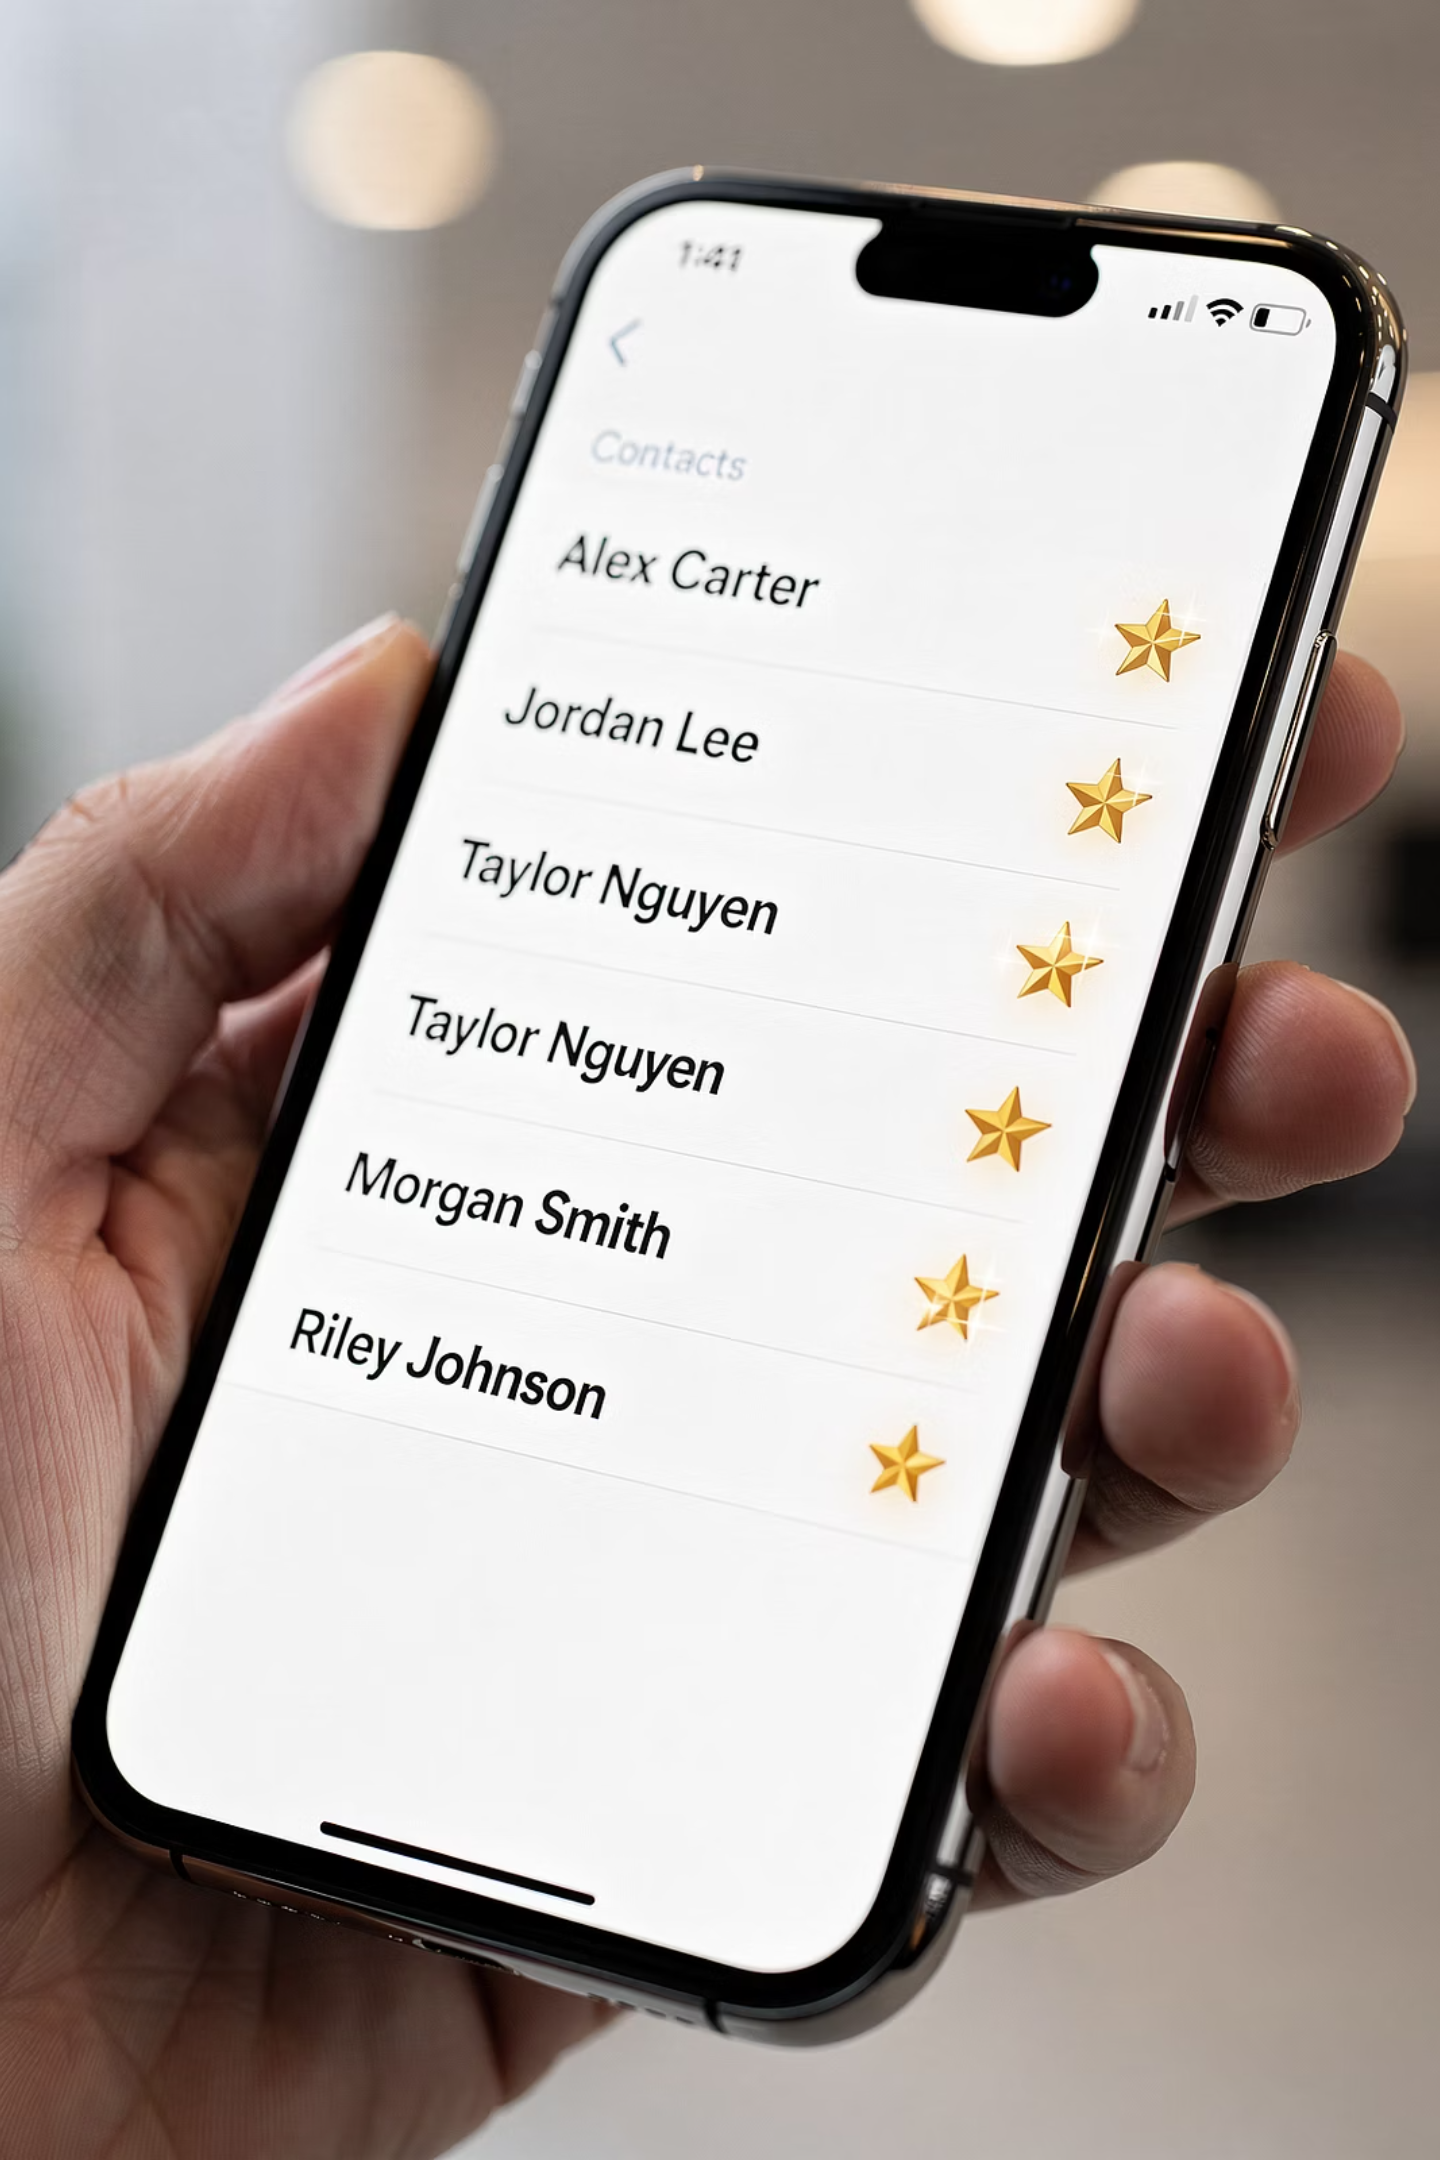 1:41
Contacts
Alex Carter
Jordan Lee
Taylor Nguyen
Taylor Nguyen
Morgan Smith
Riley Johnson